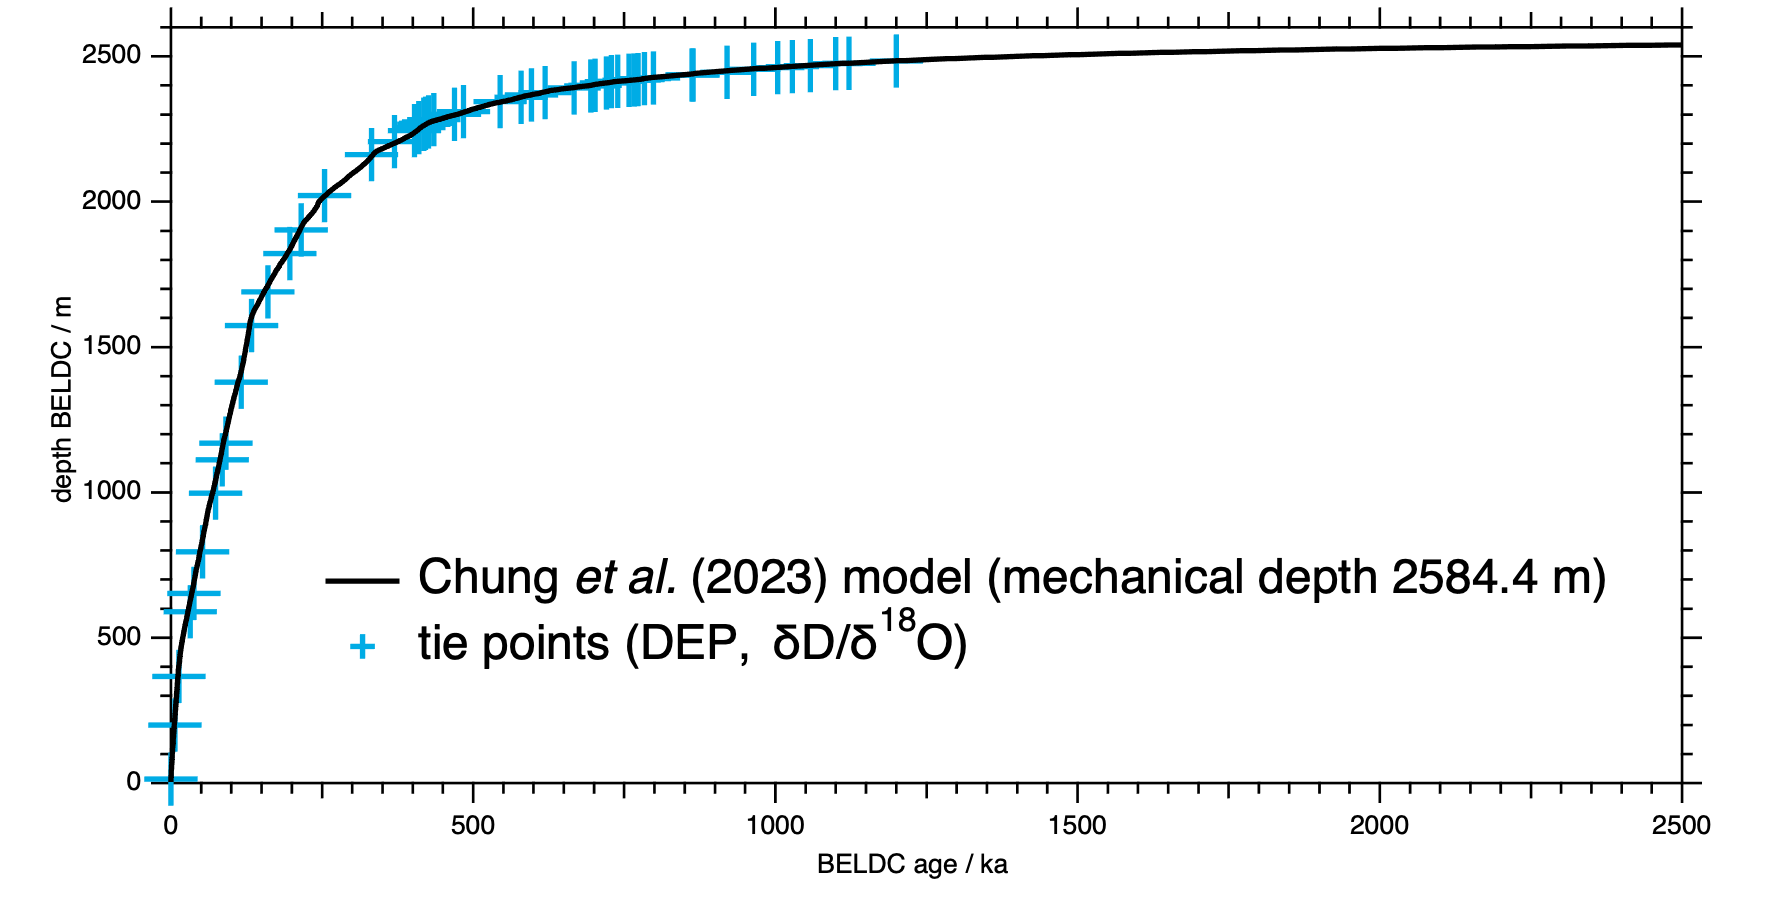 2500
2000
1500
1000
500
0
depth BELDC / m
Chung et al. (2023) model (mechanical depth 2584.4 m)
tie points (DEP, δD/δ¹⁸O)
0 500 1000 1500 2000 2500
BELDC age / ka